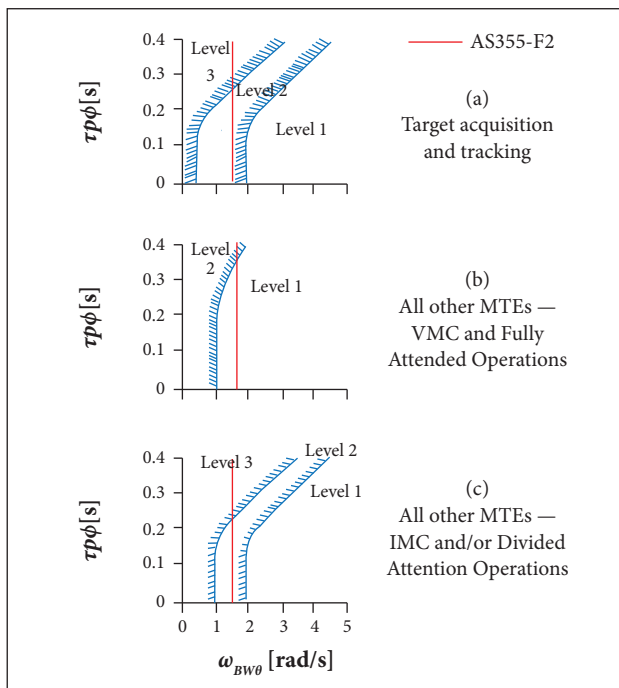 0.4
0.3
0.2
0.1
0
τpϕ[s]
Level
3
Level 2
Level 1
AS355-F2
(a)
Target acquisition
and tracking
0.4
0.3
0.2
0.1
0
τpϕ[s]
Level
2
Level 1
(b)
All other MTEs —
VMC and Fully
Attended Operations
0.4
0.3
0.2
0.1
0
τpϕ[s]
Level 3
Level 2
Level 1
(c)
All other MTEs —
IMC and/or Divided
Attention Operations
0 1 2 3 4 5
ωBWθ [rad/s]